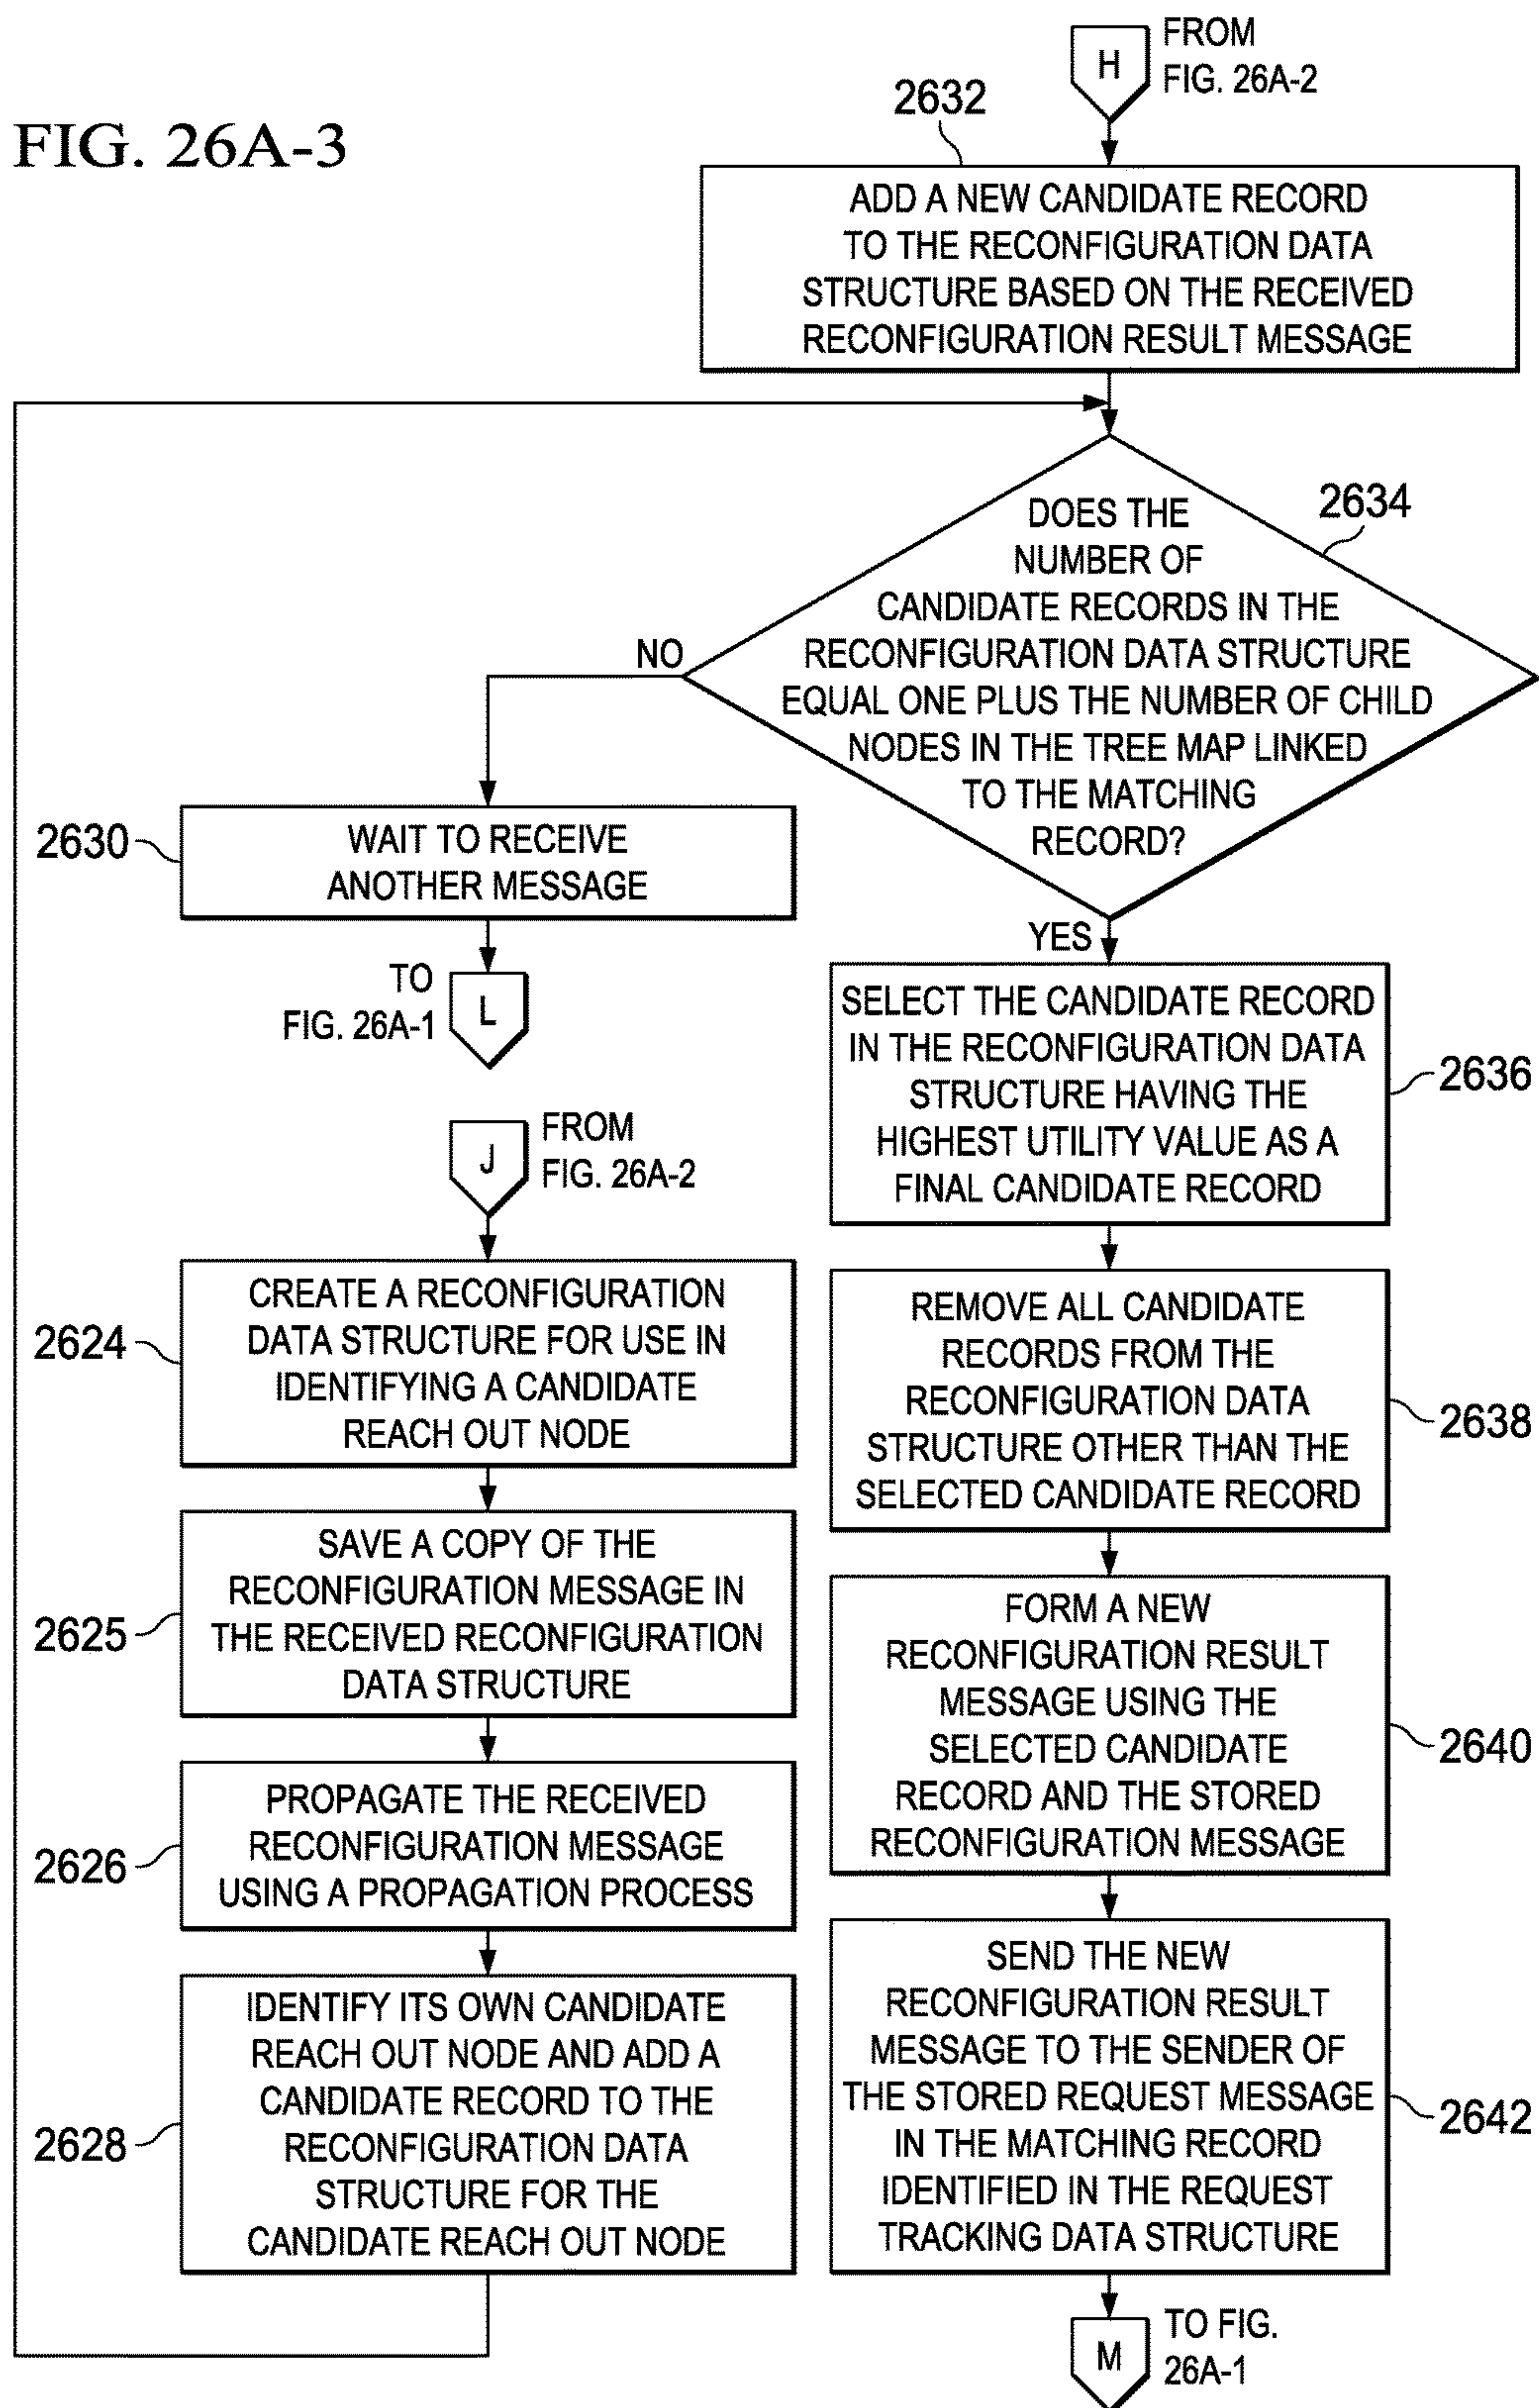 FIG. 26A-3
H
FROM
FIG. 26A-2
2632
ADD A NEW CANDIDATE RECORD
TO THE RECONFIGURATION DATA
STRUCTURE BASED ON THE RECEIVED
RECONFIGURATION RESULT MESSAGE
2634
DOES THE
NUMBER OF
CANDIDATE RECORDS IN THE
RECONFIGURATION DATA STRUCTURE
EQUAL ONE PLUS THE NUMBER OF CHILD
NODES IN THE TREE MAP LINKED
TO THE MATCHING
RECORD?
NO
2630
WAIT TO RECEIVE
ANOTHER MESSAGE
TO
FIG. 26A-1
L
J
FROM
FIG. 26A-2
2624
CREATE A RECONFIGURATION
DATA STRUCTURE FOR USE IN
IDENTIFYING A CANDIDATE
REACH OUT NODE
2625
SAVE A COPY OF THE
RECONFIGURATION MESSAGE IN
THE RECEIVED RECONFIGURATION
DATA STRUCTURE
2626
PROPAGATE THE RECEIVED
RECONFIGURATION MESSAGE
USING A PROPAGATION PROCESS
2628
IDENTIFY ITS OWN CANDIDATE
REACH OUT NODE AND ADD A
CANDIDATE RECORD TO THE
RECONFIGURATION DATA
STRUCTURE FOR THE
CANDIDATE REACH OUT NODE
YES
SELECT THE CANDIDATE RECORD
IN THE RECONFIGURATION DATA
STRUCTURE HAVING THE
HIGHEST UTILITY VALUE AS A
FINAL CANDIDATE RECORD
2636
REMOVE ALL CANDIDATE
RECORDS FROM THE
RECONFIGURATION DATA
STRUCTURE OTHER THAN THE
SELECTED CANDIDATE RECORD
2638
FORM A NEW
RECONFIGURATION RESULT
MESSAGE USING THE
SELECTED CANDIDATE
RECORD AND THE STORED
RECONFIGURATION MESSAGE
2640
SEND THE NEW
RECONFIGURATION RESULT
MESSAGE TO THE SENDER OF
THE STORED REQUEST MESSAGE
IN THE MATCHING RECORD
IDENTIFIED IN THE REQUEST
TRACKING DATA STRUCTURE
2642
M
TO FIG.
26A-1